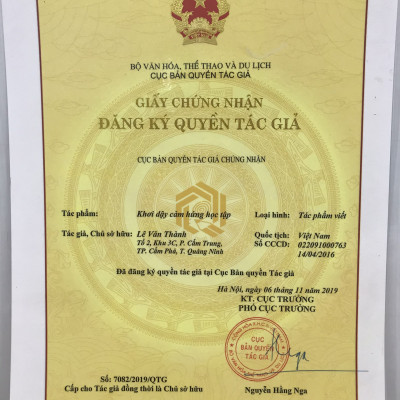 BỘ VĂN HÓA, THỂ THAO VÀ DU LỊCH
CỤC BẢN QUYỀN TÁC GIẢ
GIẤY CHỨNG NHẬN
ĐĂNG KÝ QUYỀN TÁC GIẢ
CỤC BẢN QUYỀN TÁC GIẢ CHỨNG NHẬN
Tác phẩm: Khơi dậy cảm hứng học tập Loại hình: Tác phẩm viết
Tác giả, Chủ sở hữu: Lê Văn Thành Quốc tịch: Việt Nam
Tổ 2, Khu 3C, P. Cẩm Trung, Số CCCD: 022091000763
TP. Cẩm Phả, T. Quảng Ninh 14/04/2016
Đã đăng ký quyền tác giả tại Cục Bản quyền Tác giả
Hà Nội, ngày 06 tháng 11 năm 2019
KT. CỤC TRƯỞNG
PHÓ CỤC TRƯỞNG
CỤC
BẢN QUYỀN
TÁC GIẢ
Số: 7082/2019/QTG
Cấp cho Tác giả đồng thời là Chủ sở hữu Nguyễn Hằng Nga